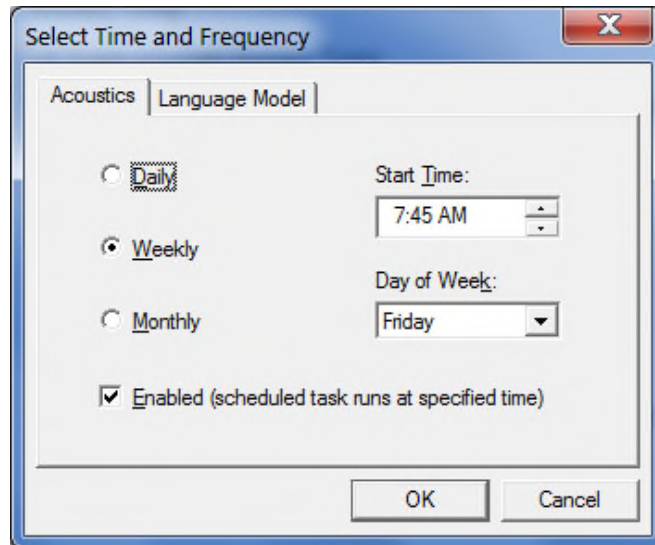 Select Time and Frequency
Acoustics
Language Model
Daily
Start Time:
7:45 AM
Weekly
Day of Week:
Monthly
Friday
Enabled (scheduled task runs at specified time)
OK
Cancel